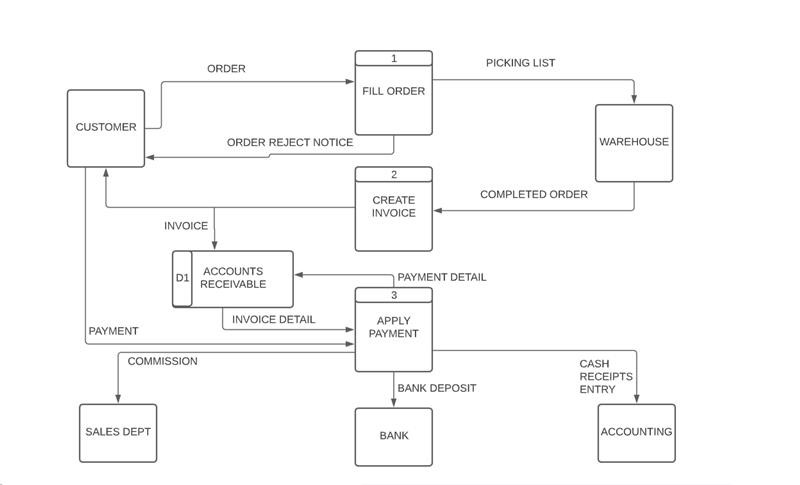 1
ORDER
PICKING LIST
FILL ORDER
CUSTOMER
WAREHOUSE
ORDER REJECT NOTICE
2
CREATE
INVOICE
COMPLETED ORDER
INVOICE
D1
ACCOUNTS
RECEIVABLE
PAYMENT DETAIL
3
INVOICE DETAIL
APPLY
PAYMENT
PAYMENT
COMMISSION
CASH
RECEIPTS
ENTRY
BANK DEPOSIT
SALES DEPT
BANK
ACCOUNTING